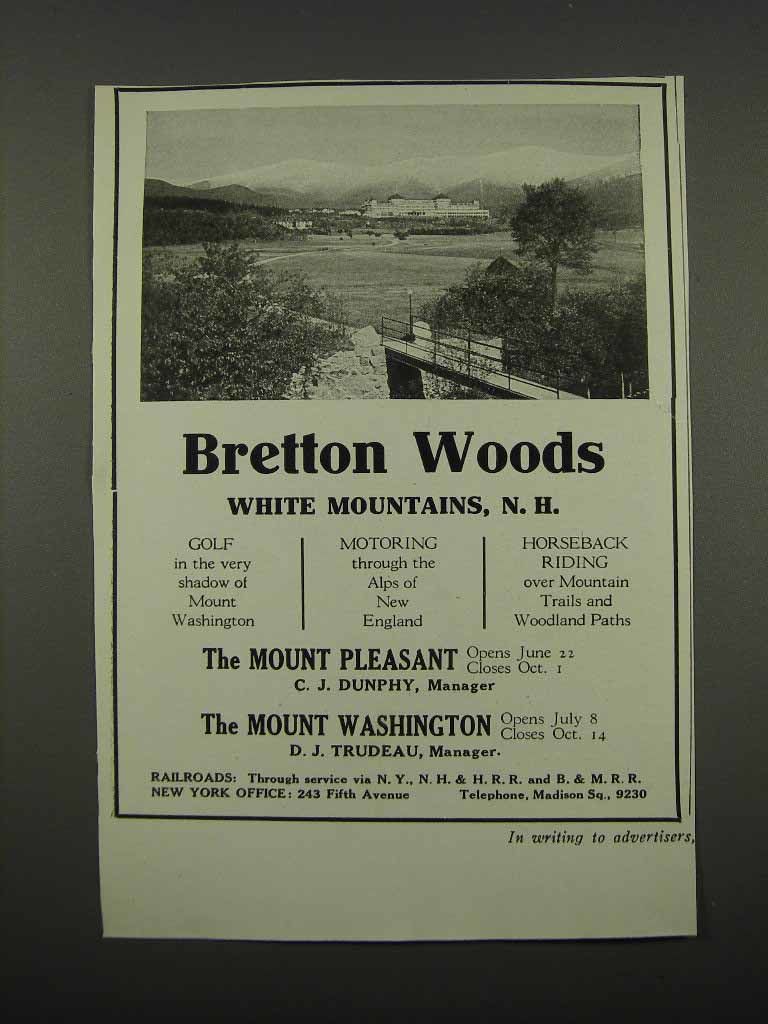 Bretton Woods
WHITE MOUNTAINS, N. H.
GOLF
in the very
shadow of
Mount
Washington
MOTORING
through the
Alps of
New
England
HORSEBACK
RIDING
over Mountain
Trails and
Woodland Paths
The MOUNT PLEASANT Opens June 22
Closes Oct. 1
C. J. DUNPHY, Manager
The MOUNT WASHINGTON Opens July 8
Closes Oct. 14
D. J. TRUDEAU, Manager.
RAILROADS: Through service via N. Y., N. H. & H. R. R. and B. & M. R. R.
NEW YORK OFFICE: 243 Fifth Avenue Telephone, Madison Sq., 9230
In writing to advertisers,